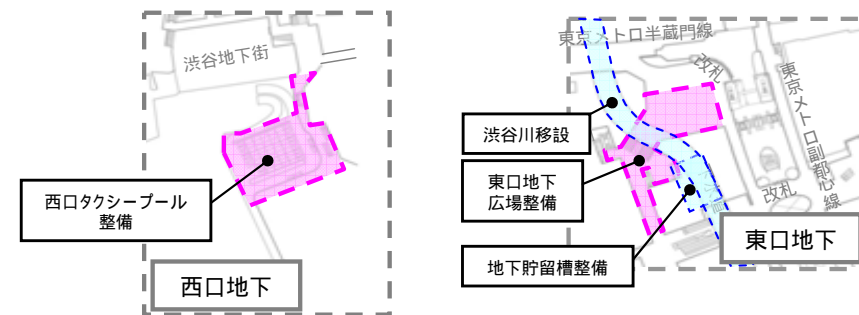 渋谷地下街
西口タクシープール
整備
西口地下
東京メトロ半蔵門線
改札
東京メトロ副都心線
渋谷川移設
東口地下
広場整備
改札
地下貯留槽整備
東口地下